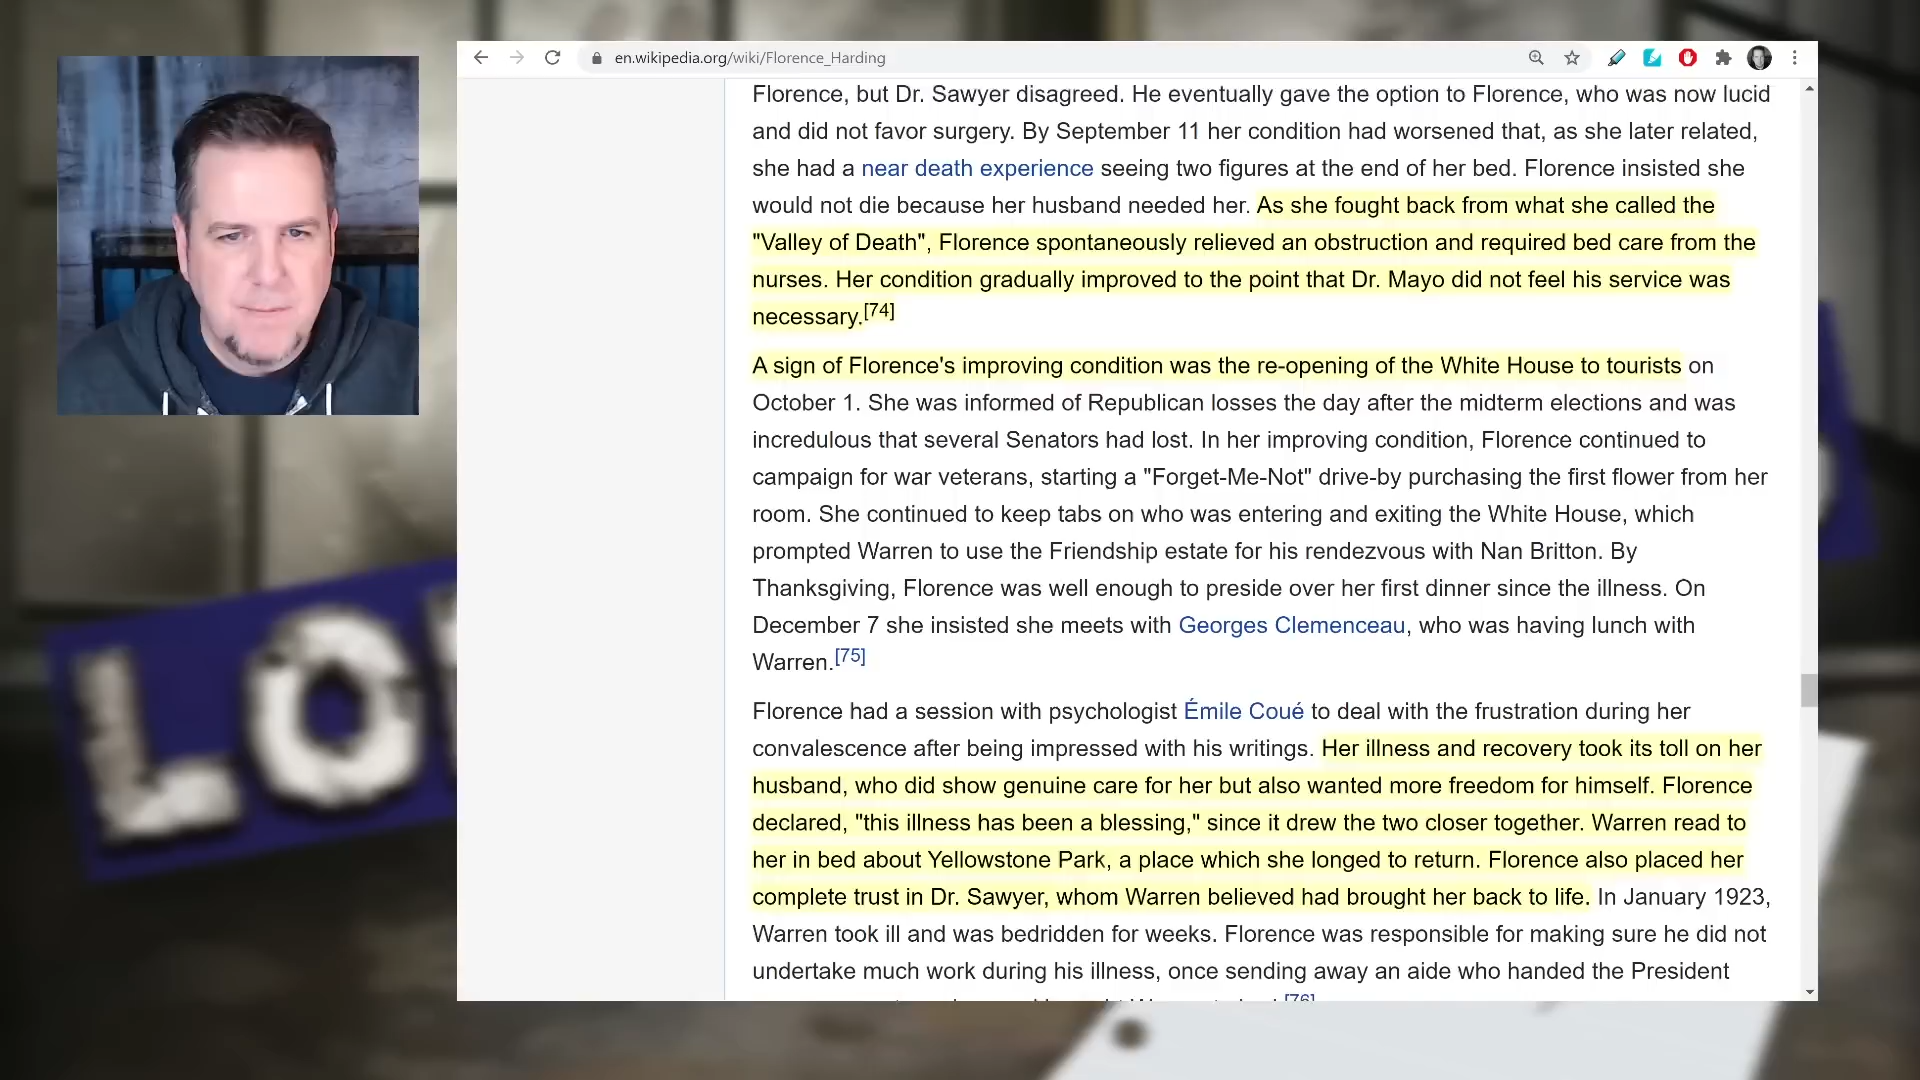 en.wikipedia.org/wiki/Florence_Harding
Florence, but Dr. Sawyer disagreed. He eventually gave the option to Florence, who was now lucid
and did not favor surgery. By September 11 her condition had worsened that, as she later related,
she had a near death experience seeing two figures at the end of her bed. Florence insisted she
would not die because her husband needed her. As she fought back from what she called the
"Valley of Death", Florence spontaneously relieved an obstruction and required bed care from the
nurses. Her condition gradually improved to the point that Dr. Mayo did not feel his service was
necessary.[74]
A sign of Florence's improving condition was the re-opening of the White House to tourists on
October 1. She was informed of Republican losses the day after the midterm elections and was
incredulous that several Senators had lost. In her improving condition, Florence continued to
campaign for war veterans, starting a "Forget-Me-Not" drive-by purchasing the first flower from her
room. She continued to keep tabs on who was entering and exiting the White House, which
prompted Warren to use the Friendship estate for his rendezvous with Nan Britton. By
Thanksgiving, Florence was well enough to preside over her first dinner since the illness. On
December 7 she insisted she meets with Georges Clemenceau, who was having lunch with
Warren.[75]
Florence had a session with psychologist Émile Coué to deal with the frustration during her
convalescence after being impressed with his writings. Her illness and recovery took its toll on her
husband, who did show genuine care for her but also wanted more freedom for himself. Florence
declared, "this illness has been a blessing," since it drew the two closer together. Warren read to
her in bed about Yellowstone Park, a place which she longed to return. Florence also placed her
complete trust in Dr. Sawyer, whom Warren believed had brought her back to life. In January 1923,
Warren took ill and was bedridden for weeks. Florence was responsible for making sure he did not
undertake much work during his illness, once sending away an aide who handed the President
[76]
LO